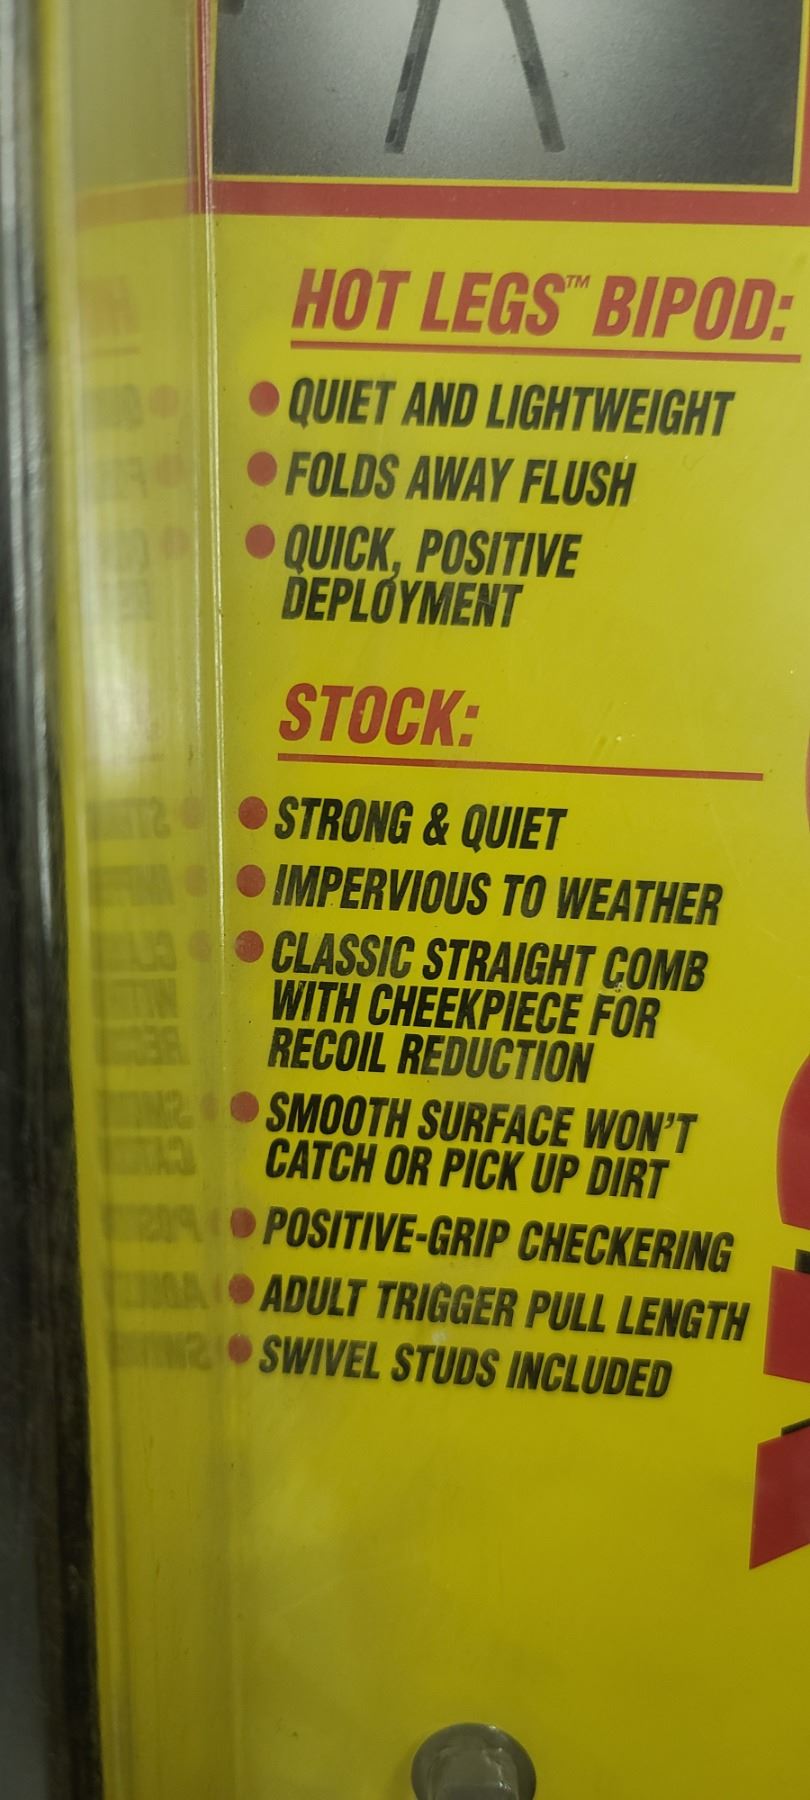 HOT LEGS™ BIPOD:
● QUIET AND LIGHTWEIGHT
● FOLDS AWAY FLUSH
● QUICK, POSITIVE
DEPLOYMENT
STOCK:
● STRONG & QUIET
● IMPERVIOUS TO WEATHER
● CLASSIC STRAIGHT COMB
WITH CHEEKPIECE FOR
RECOIL REDUCTION
● SMOOTH SURFACE WON'T
CATCH OR PICK UP DIRT
● POSITIVE-GRIP CHECKERING
● ADULT TRIGGER PULL LENGTH
● SWIVEL STUDS INCLUDED